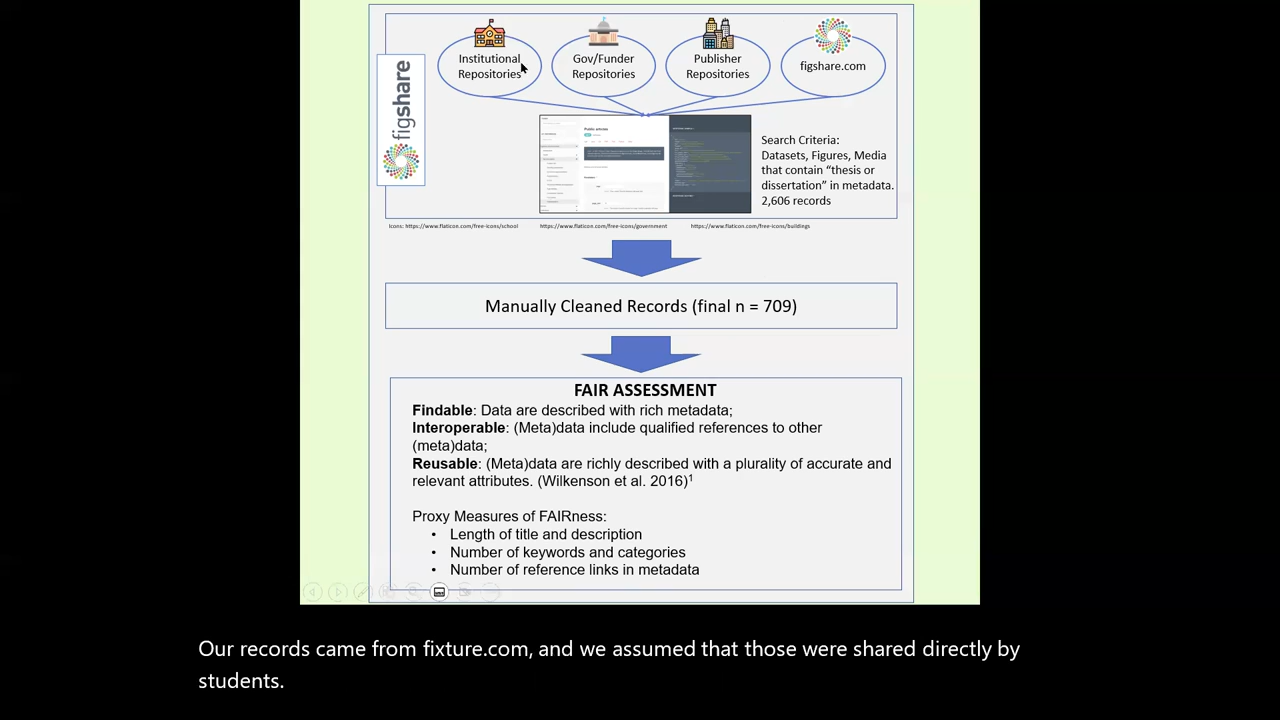 Institutional
Repositories
Gov/Funder
Repositories
Publisher
Repositories
figshare.com
figshare
Public articles
Search Criteria:
Datasets, Figures, Media
that contain “thesis or
dissertation” in metadata.
2,606 records
Icons: https://www.flaticon.com/free-icons/school
https://www.flaticon.com/free-icons/government
https://www.flaticon.com/free-icons/buildings
Manually Cleaned Records (final n = 709)
FAIR ASSESSMENT
Findable: Data are described with rich metadata;
Interoperable: (Meta)data include qualified references to other
(meta)data;
Reusable: (Meta)data are richly described with a plurality of accurate and
relevant attributes. (Wilkenson et al. 2016)¹
Proxy Measures of FAIRness:
• Length of title and description
• Number of keywords and categories
• Number of reference links in metadata
Our records came from fixture.com, and we assumed that those were shared directly by
students.